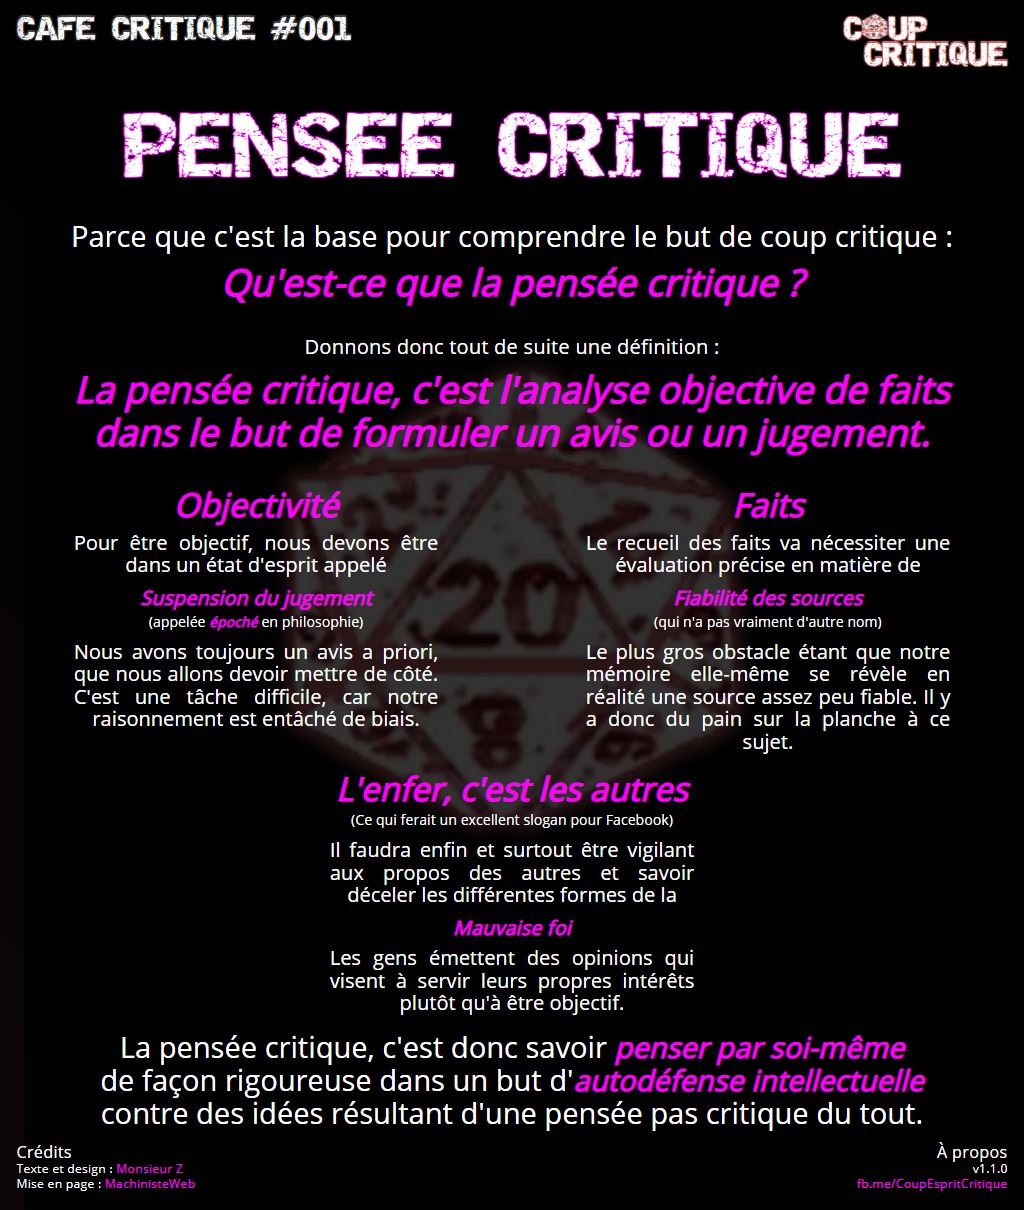 CAFE CRITIQUE #001
COUP
CRITIQUE
PENSEE CRITIQUE
Parce que c'est la base pour comprendre le but de coup critique :
Qu'est-ce que la pensée critique ?
Donnons donc tout de suite une définition :
La pensée critique, c'est l'analyse objective de faits
dans le but de formuler un avis ou un jugement.
Objectivité
Pour être objectif, nous devons être
dans un état d'esprit appelé
Suspension du jugement
(appelée époché en philosophie)
Nous avons toujours un avis a priori,
que nous allons devoir mettre de côté.
C'est une tâche difficile, car notre
raisonnement est entâché de biais.
Faits
Le recueil des faits va nécessiter une
évaluation précise en matière de
Fiabilité des sources
(qui n'a pas vraiment d'autre nom)
Le plus gros obstacle étant que notre
mémoire elle-même se révèle en
réalité une source assez peu fiable. Il y
a donc du pain sur la planche à ce
sujet.
20
L'enfer, c'est les autres
(Ce qui ferait un excellent slogan pour Facebook)
Il faudra enfin et surtout être vigilant
aux propos des autres et savoir
déceler les différentes formes de la
Mauvaise foi
Les gens émettent des opinions qui
visent à servir leurs propres intérêts
plutôt qu'à être objectif.
La pensée critique, c'est donc savoir penser par soi-même
de façon rigoureuse dans un but d'autodéfense intellectuelle
contre des idées résultant d'une pensée pas critique du tout.
Crédits
Texte et design : Monsieur Z
Mise en page : MachinisteWeb
À propos
v1.1.0
fb.me/CoupEspritCritique